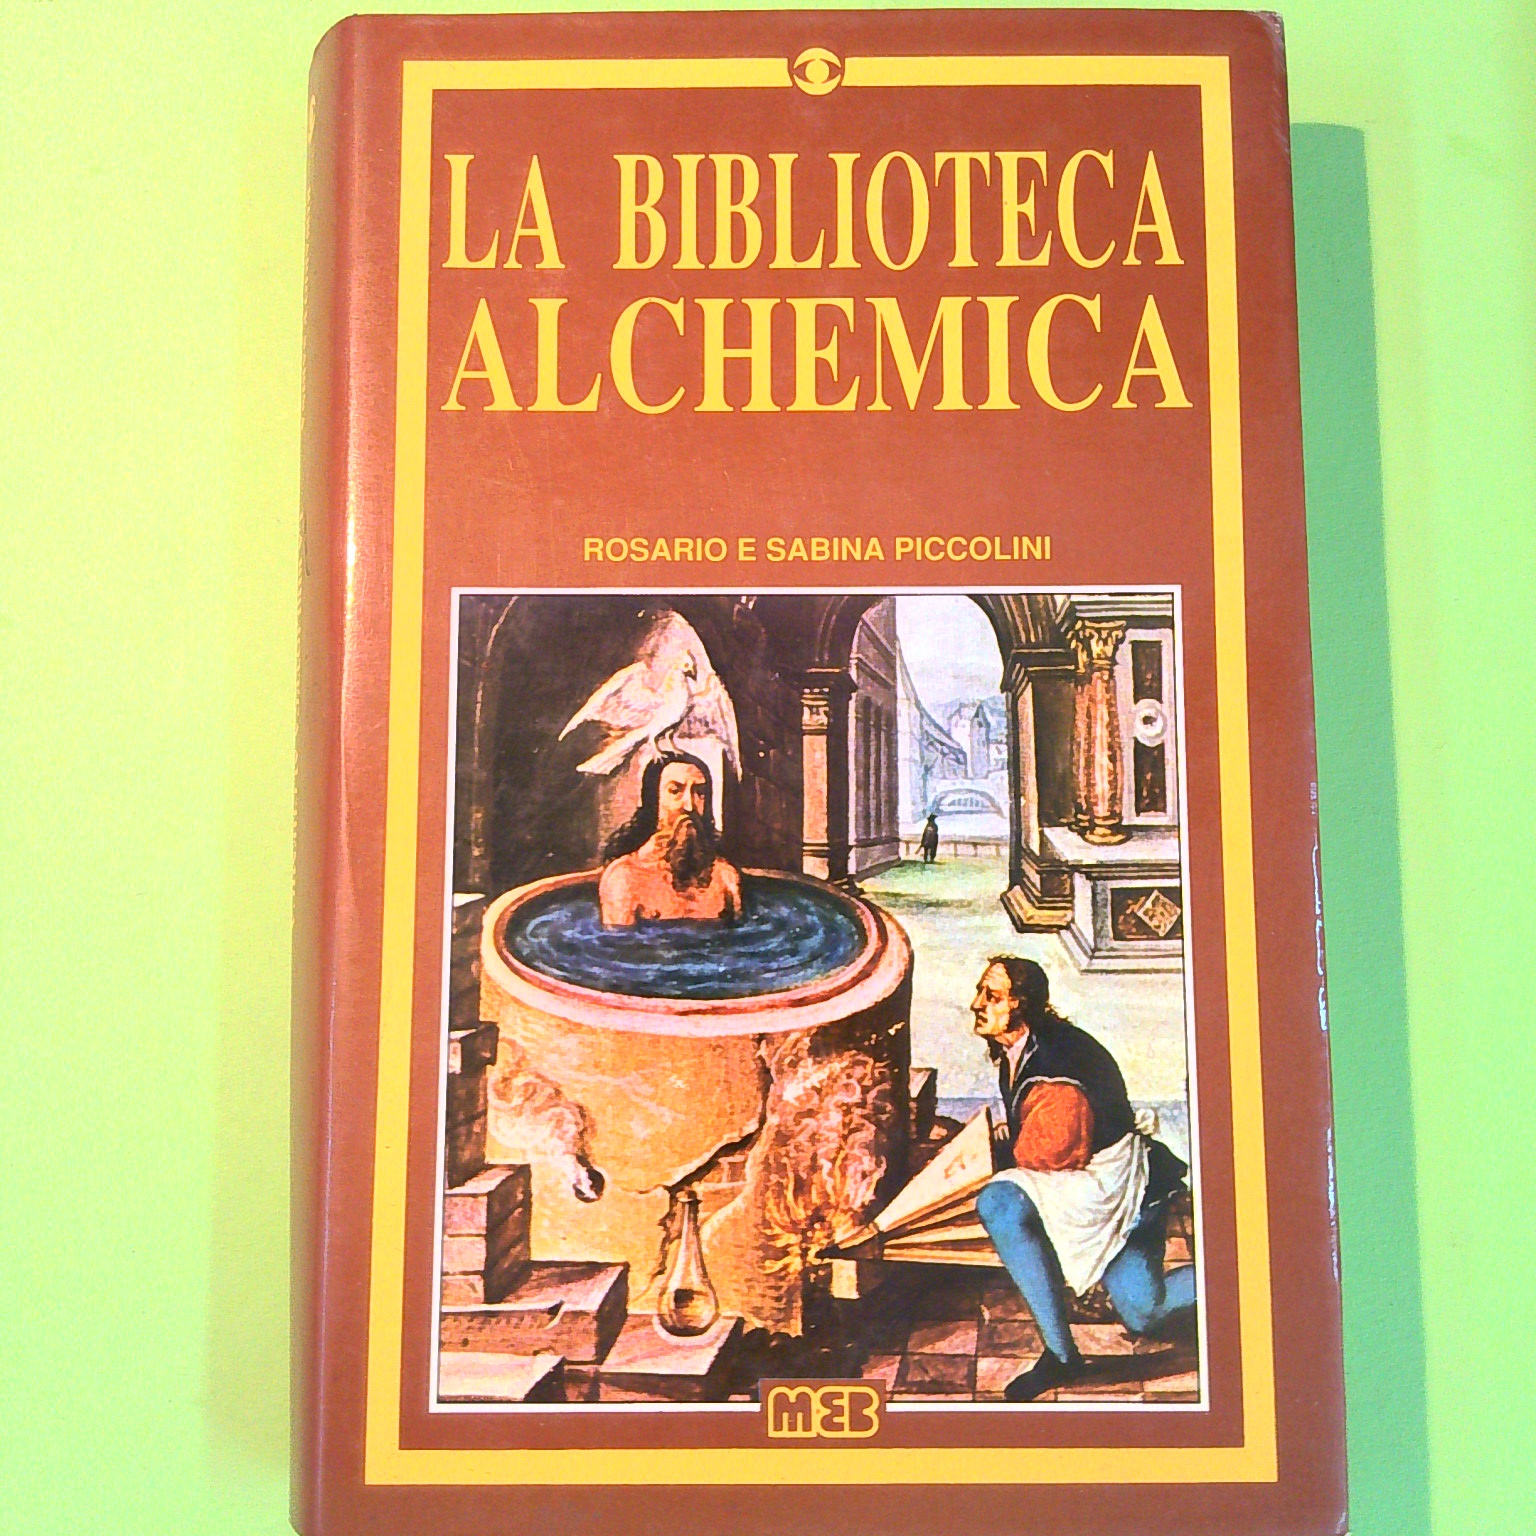 LA BIBLIOTECA
ALCHEMICA
ROSARIO E SABINA PICCOLINI
MEB